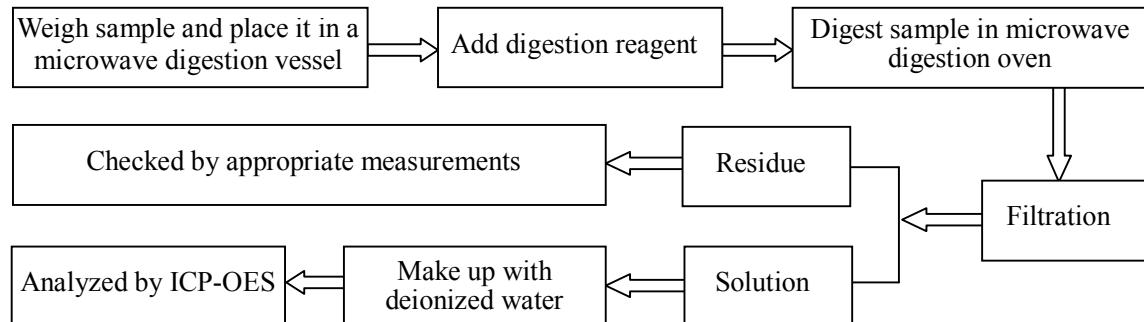 Weigh sample and place it in a
microwave digestion vessel
Add digestion reagent
Digest sample in microwave
digestion oven
Checked by appropriate measurements
Residue
Filtration
Analyzed by ICP-OES
Make up with
deionized water
Solution